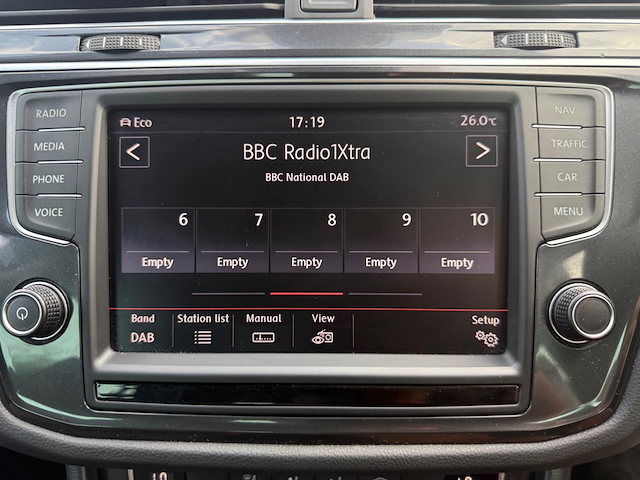 RADIO
MEDIA
PHONE
VOICE
Eco 17:19 26.0°C
< BBC Radio1Xtra >
BBC National DAB
6 7 8 9 10
Empty Empty Empty Empty Empty
Band Station list Manual View Setup
DAB
NAV
TRAFFIC
CAR
MENU